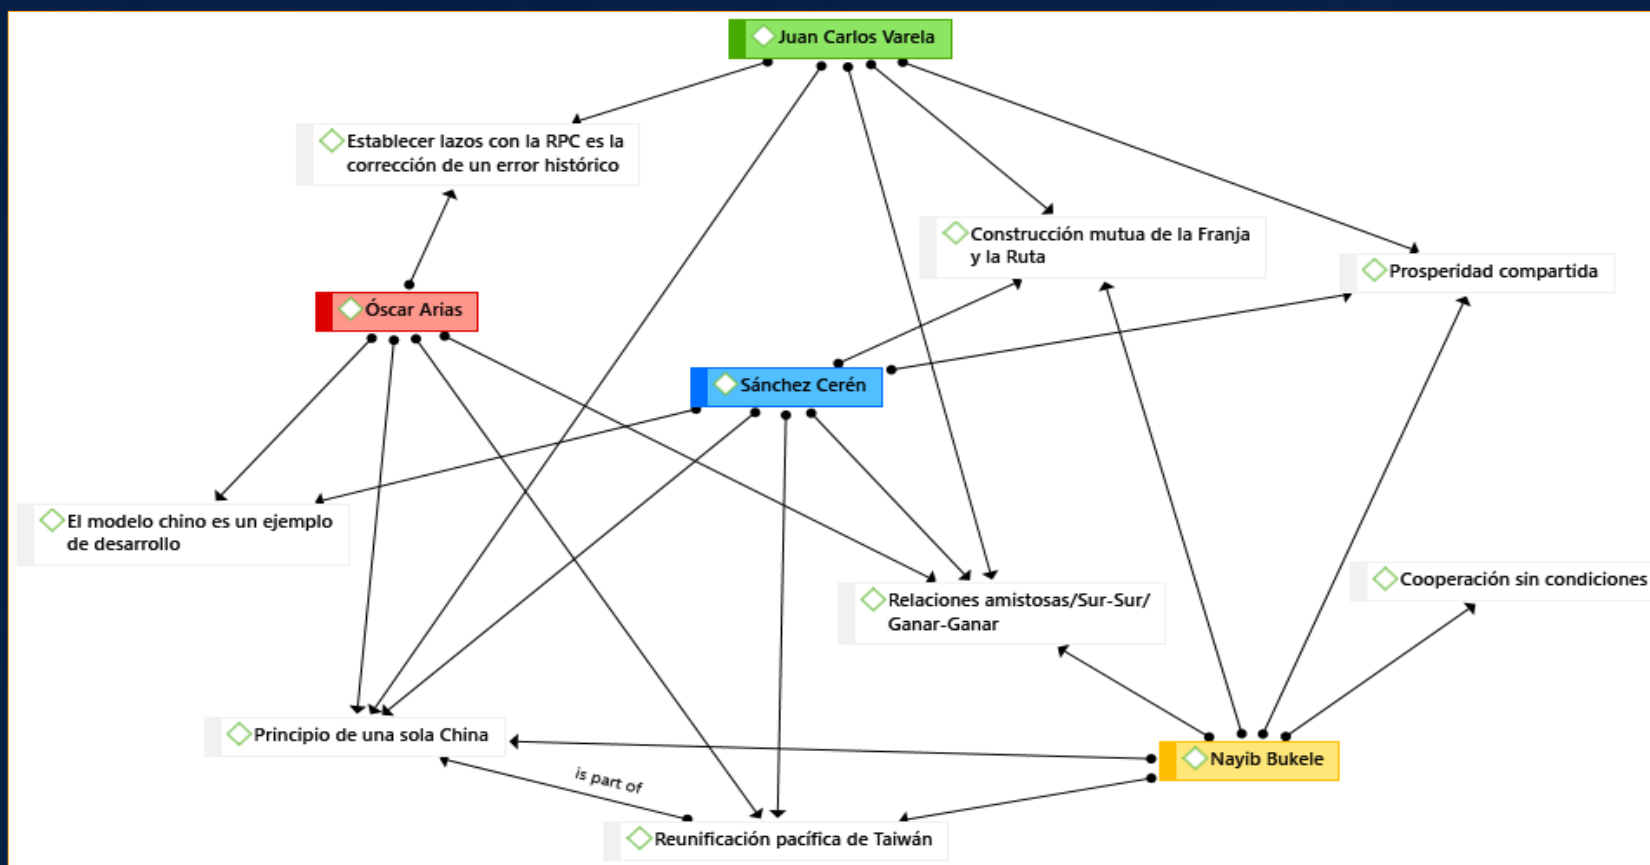 Juan Carlos Varela
Establecer lazos con la RPC es la
corrección de un error histórico
Construcción mutua de la Franja
y la Ruta
Prosperidad compartida
Óscar Arias
Sánchez Cerén
El modelo chino es un ejemplo
de desarrollo
Relaciones amistosas/Sur-Sur/
Ganar-Ganar
Cooperación sin condiciones
Principio de una sola China
Nayib Bukele
is part of
Reunificación pacífica de Taiwán